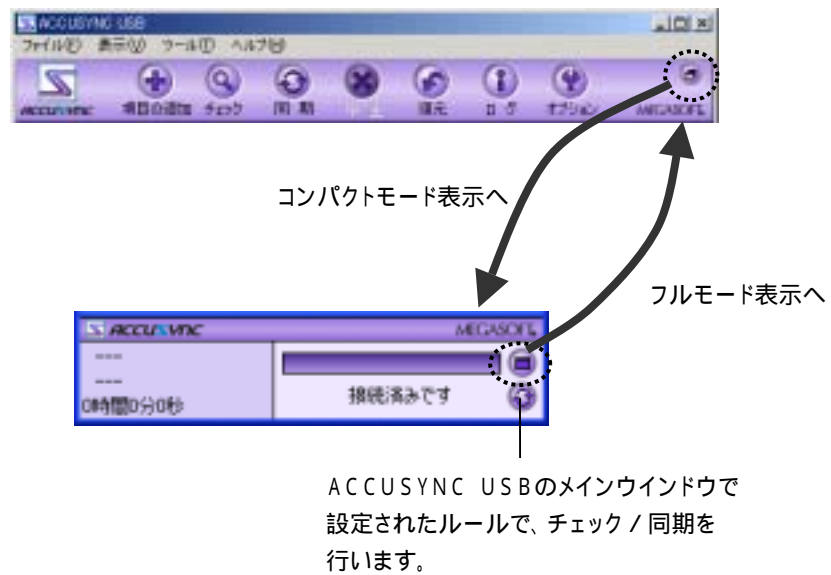 ACCUSYNC USB
ファイル(F) 表示(V) ツール(T) ヘルプ(H)
ACCUSYNC 項目の追加 チェック 同 期 復元 ログ オプション MEGASOFT
コンパクトモード表示へ
フルモード表示へ
ACCUSYNC MEGASOFT
---
---
0時間0分0秒
接続済みです
ACCUSYNC USBのメインウインドウで
設定されたルールで、チェック / 同期を
行います。